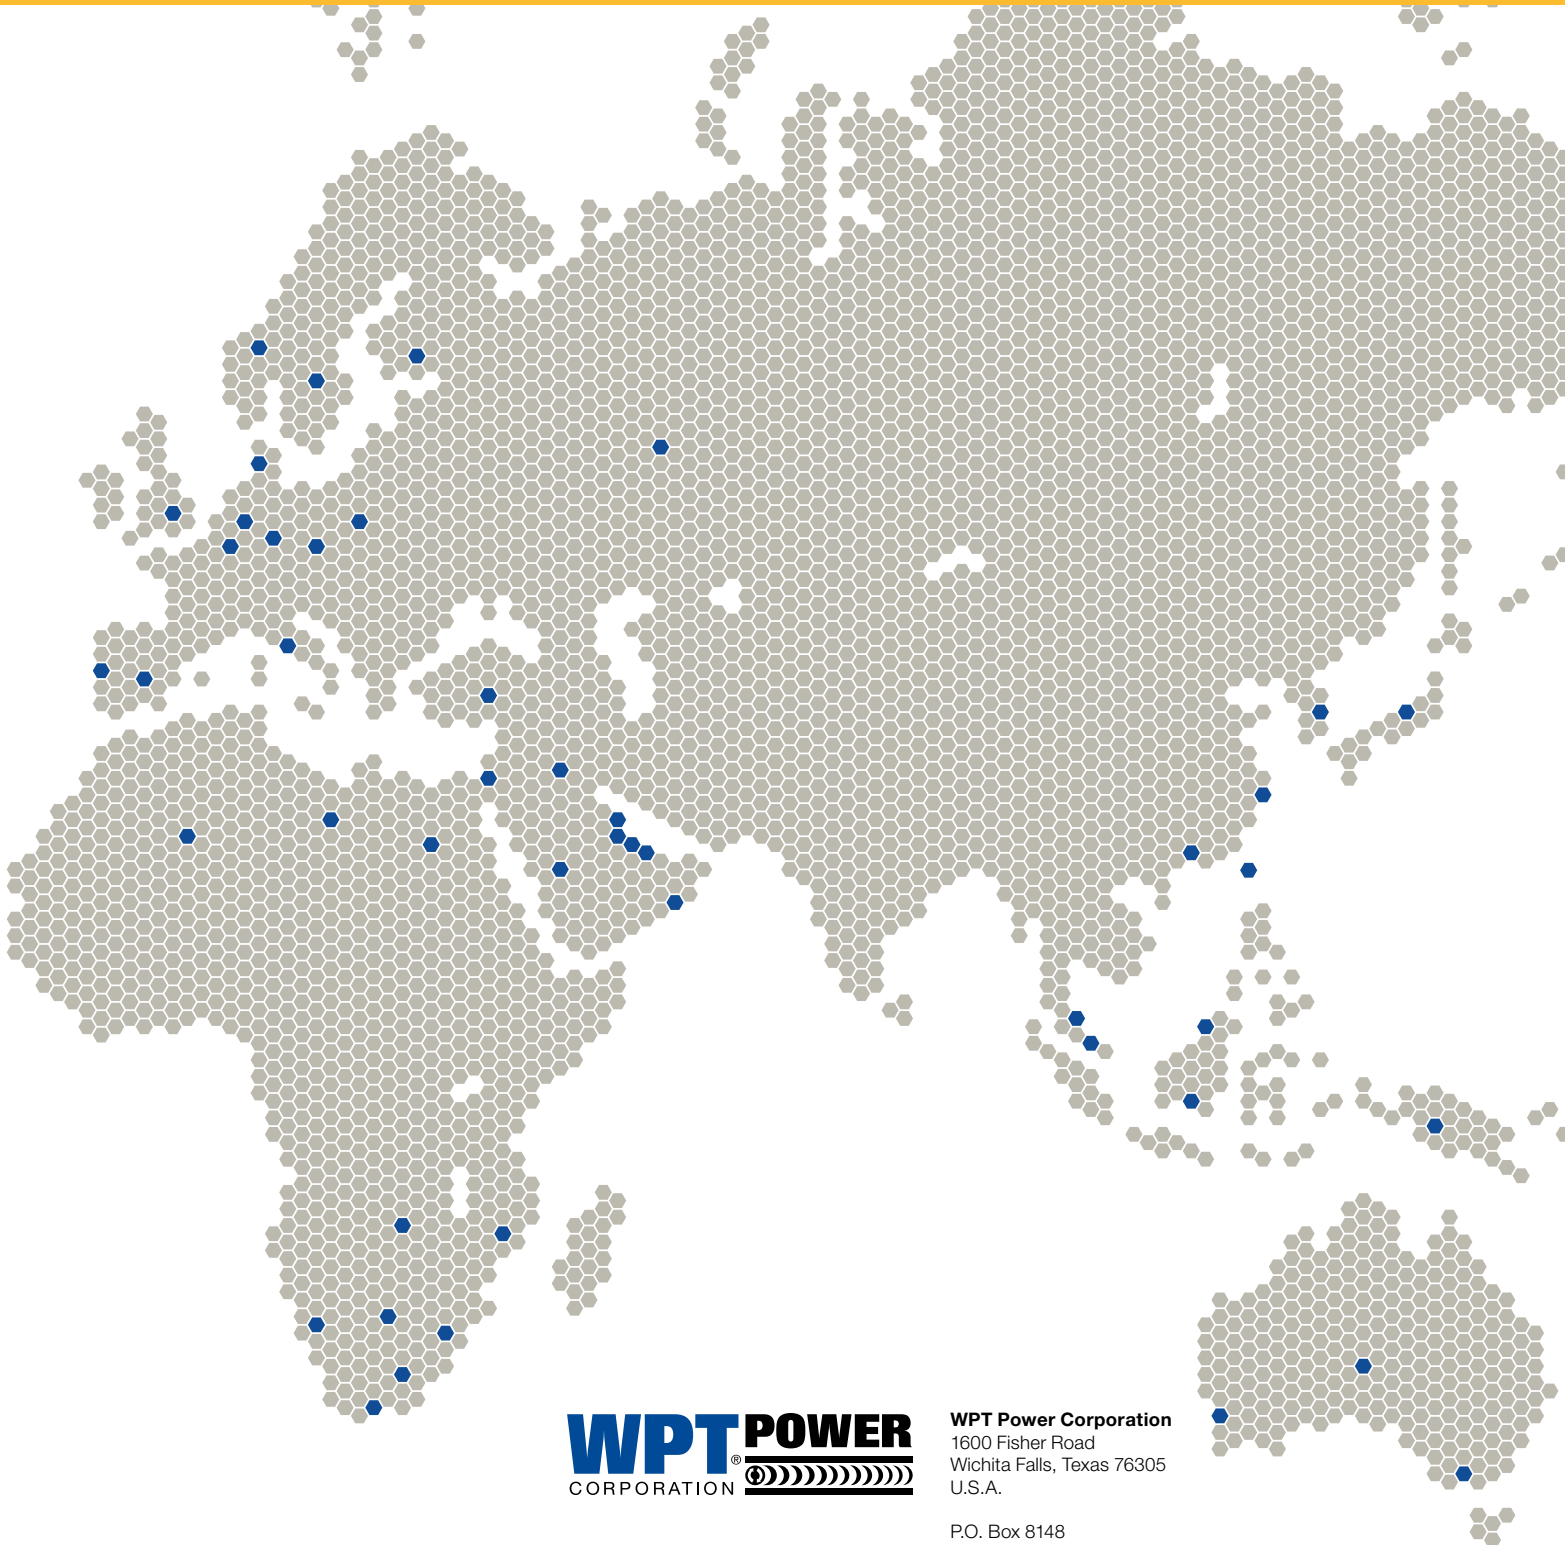 WPT POWER
®
CORPORATION
WPT Power Corporation
1600 Fisher Road
Wichita Falls, Texas 76305
U.S.A.
P.O. Box 8148